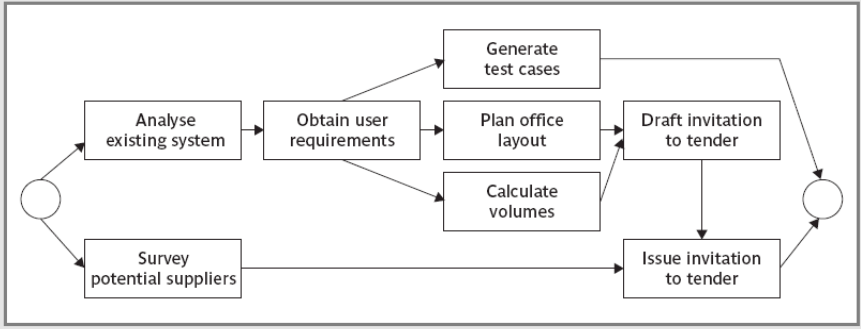 Generate
test cases
Analyse
existing system
Obtain user
requirements
Plan office
layout
Draft invitation
to tender
Calculate
volumes
Survey
potential suppliers
Issue invitation
to tender